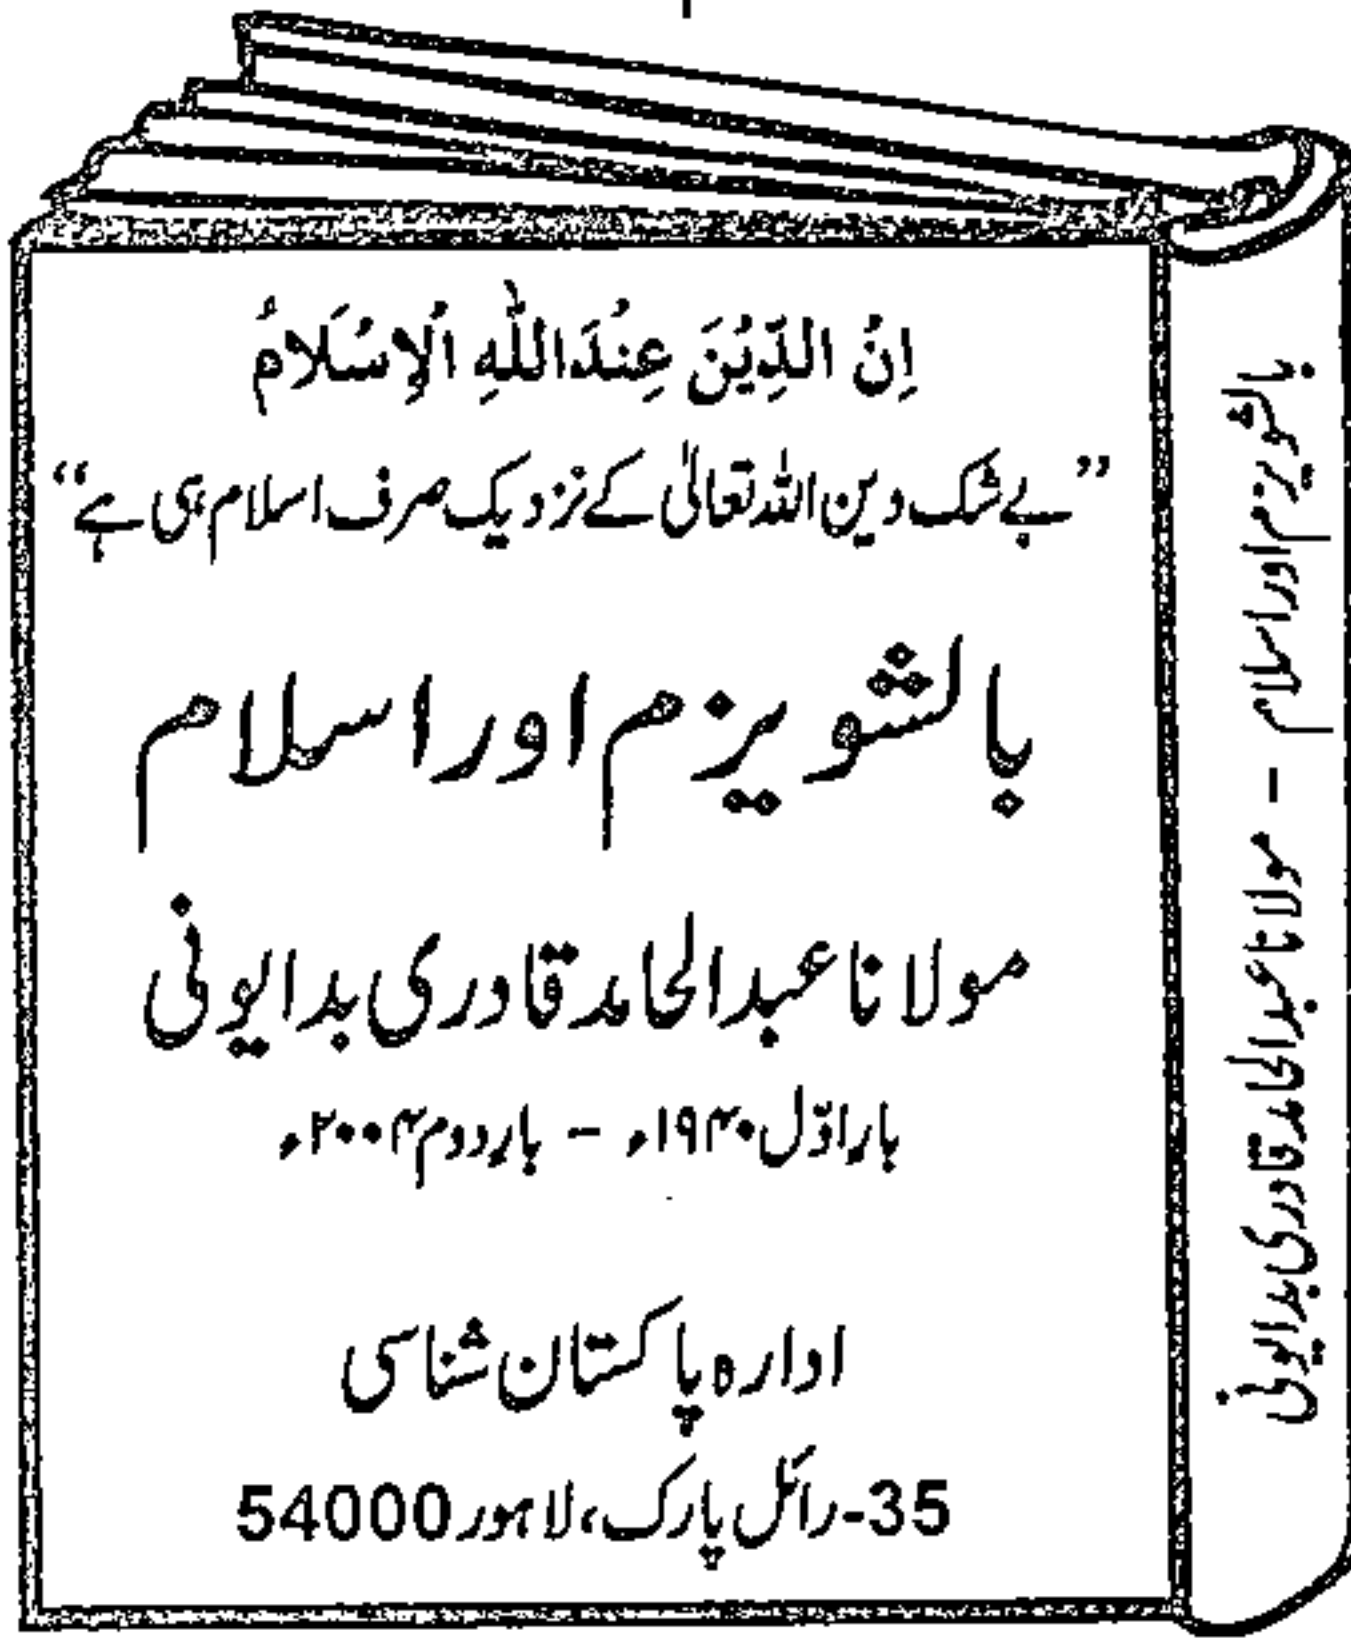 اِنَّ الدِّيْنَ عِنْدَ اللّٰهِ الْاِسْلَامُ
”بے شک دین اللہ تعالیٰ کے نزدیک صرف اسلام ہی ہے“
بالشویزم اور اسلام
مولانا عبدالحامد قادری بدایونی
بارِ اوّل ۱۹۴۰ء - بارِ دوم ۲۰۰۴ء
ادارہ پاکستان شناسی
35-رائل پارک، لاہور 54000
بالشویزم اور اسلام - مولانا عبدالحامد قادری بدایونی